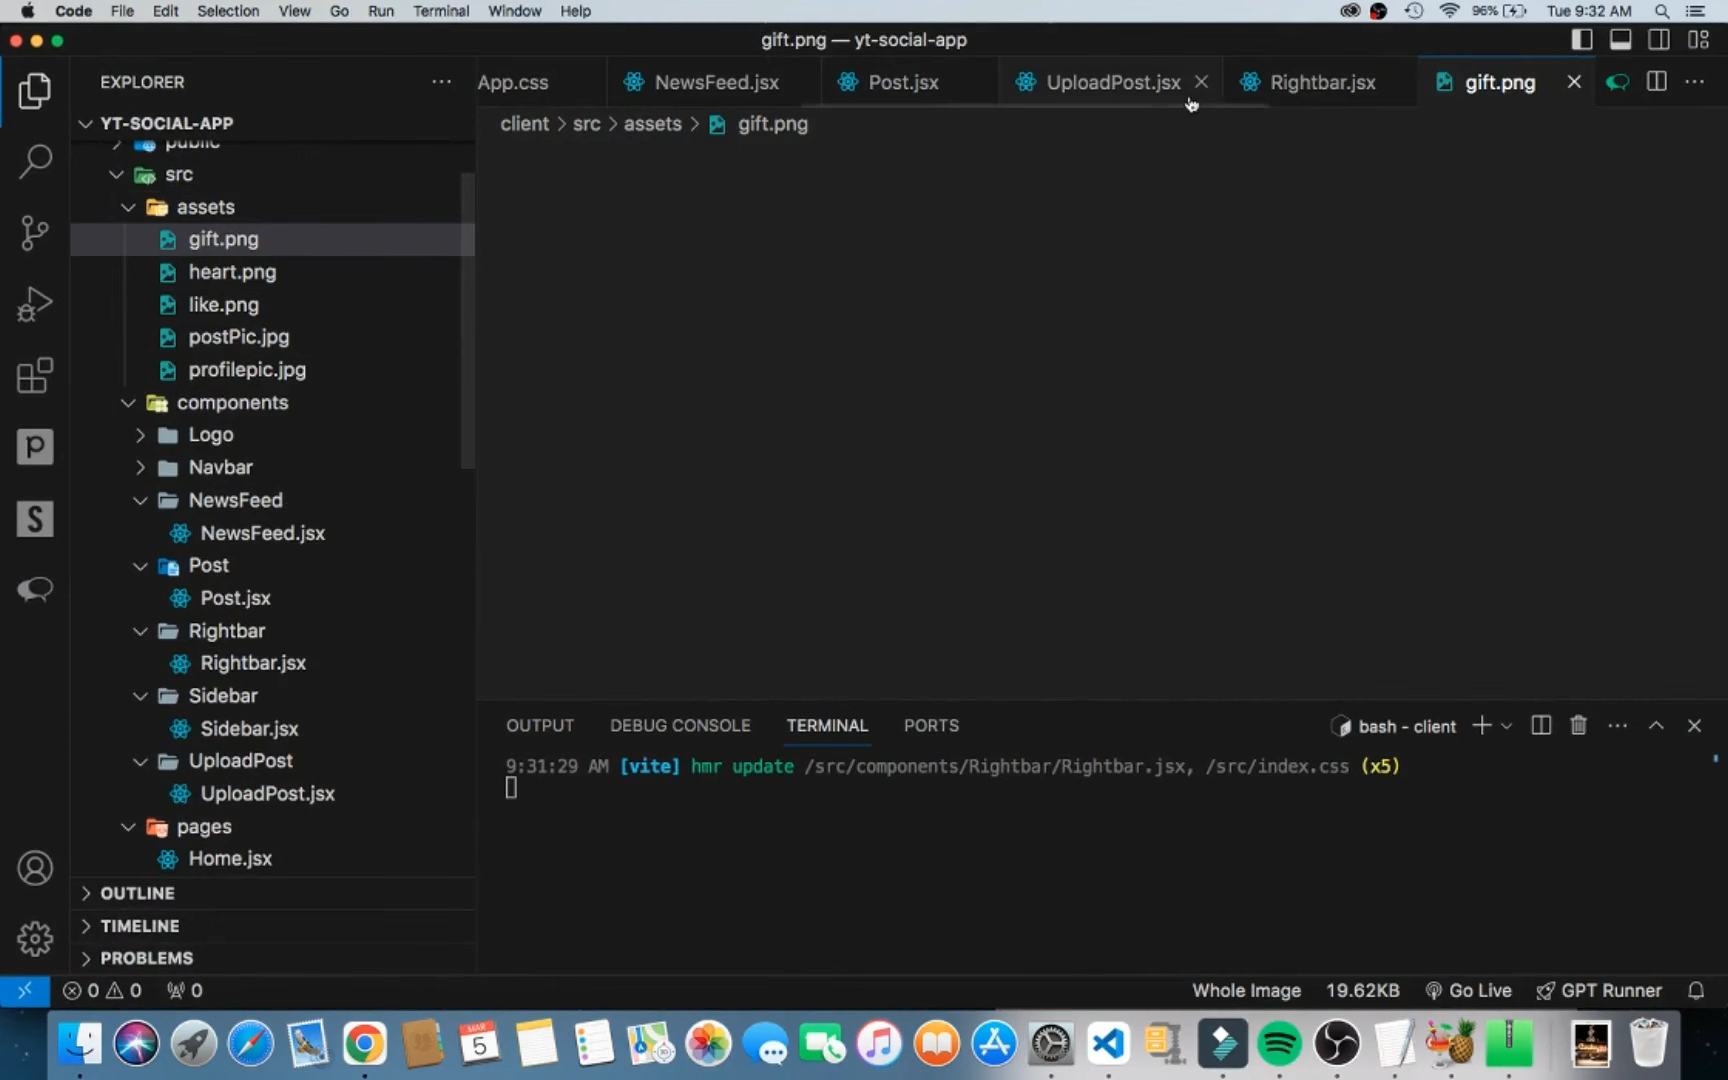 Code File Edit Selection View Go Run Terminal Window Help 96% Tue 9:32 AM
gift.png — yt-social-app
EXPLORER
App.css NewsFeed.jsx Post.jsx UploadPost.jsx Rightbar.jsx gift.png
client > src > assets > gift.png
YT-SOCIAL-APP
public
src
assets
gift.png
heart.png
like.png
postPic.jpg
profilepic.jpg
components
Logo
Navbar
NewsFeed
NewsFeed.jsx
Post
Post.jsx
Rightbar
Rightbar.jsx
Sidebar
Sidebar.jsx
UploadPost
UploadPost.jsx
pages
Home.jsx
OUTLINE
TIMELINE
PROBLEMS
OUTPUT DEBUG CONSOLE TERMINAL PORTS bash - client
9:31:29 AM [vite] hmr update /src/components/Rightbar/Rightbar.jsx, /src/index.css (x5)
0 0 0 Whole Image 19.62KB Go Live GPT Runner
MAR
5